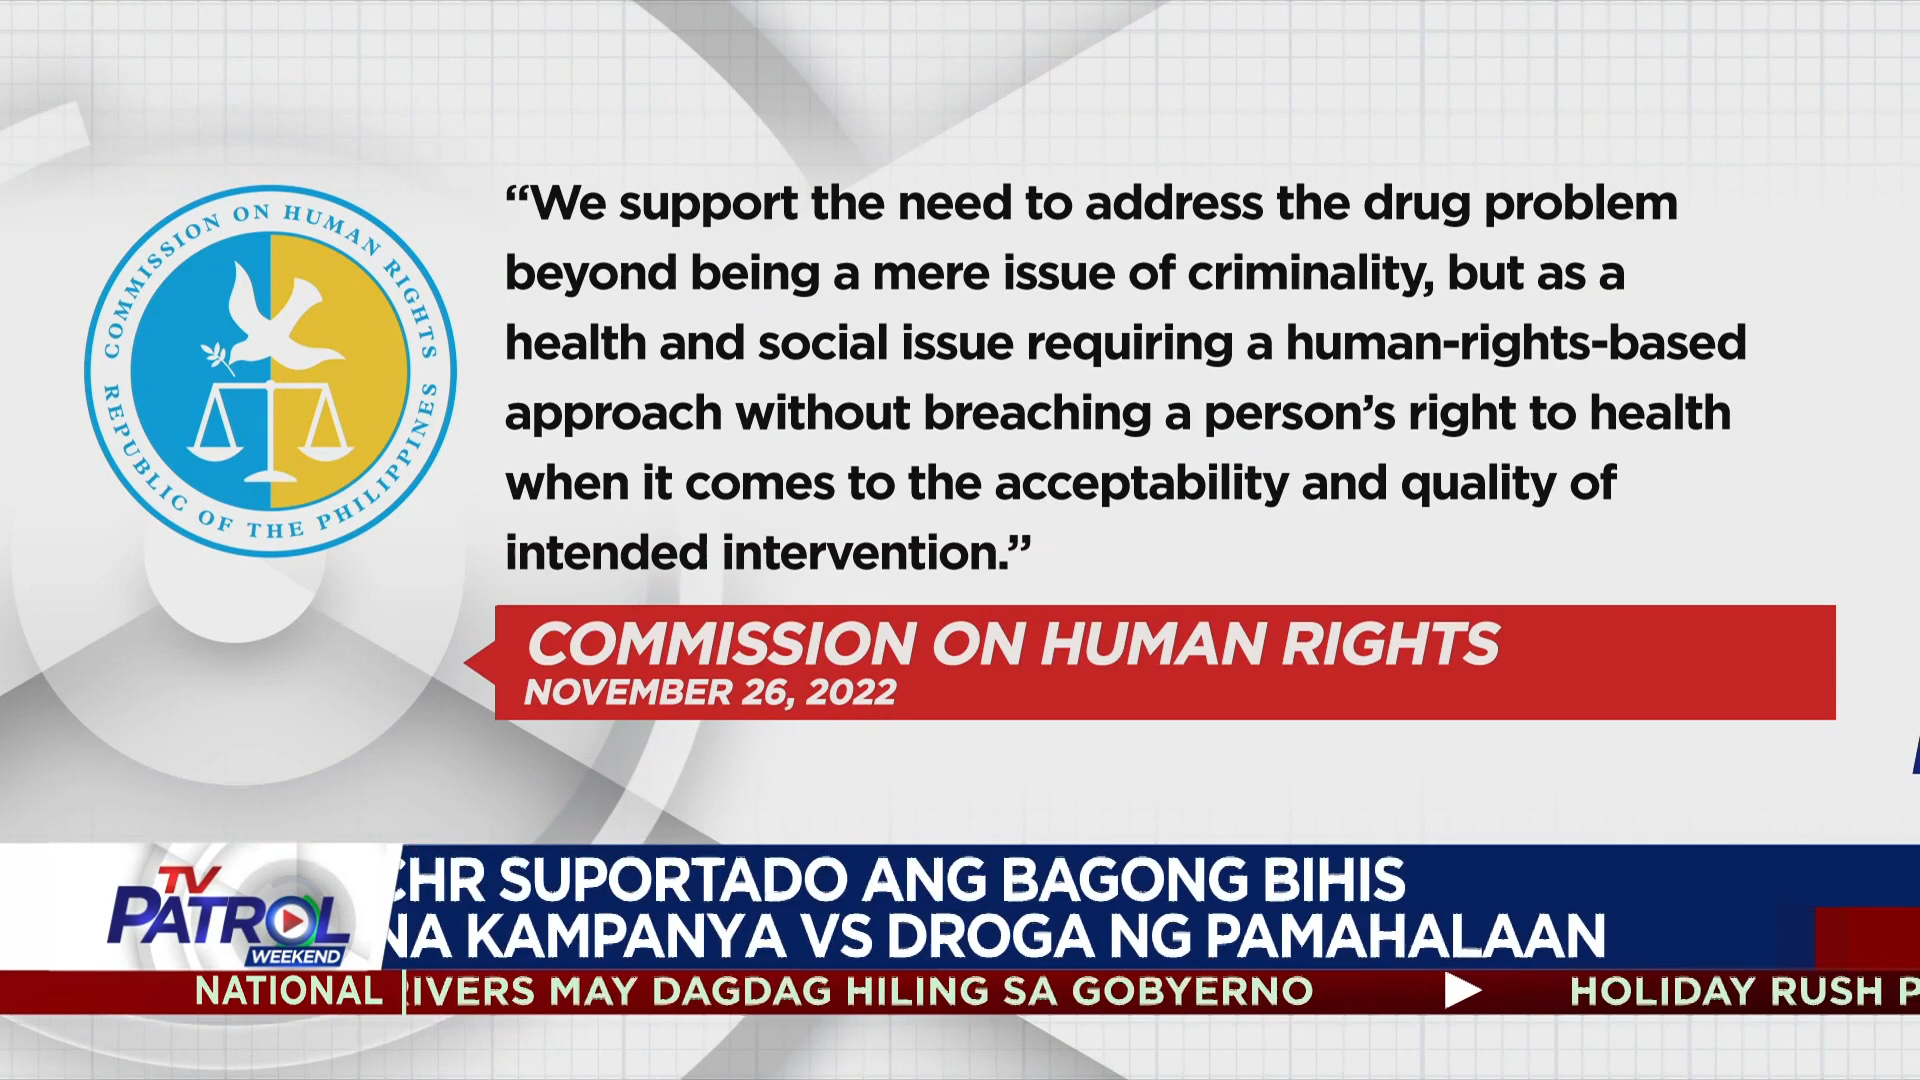 COMMISSION ON HUMAN RIGHTS
REPUBLIC OF THE PHILIPPINES
“We support the need to address the drug problem
beyond being a mere issue of criminality, but as a
health and social issue requiring a human-rights-based
approach without breaching a person’s right to health
when it comes to the acceptability and quality of
intended intervention.”
COMMISSION ON HUMAN RIGHTS
NOVEMBER 26, 2022
TV
PATROL
WEEKEND
CHR SUPORTADO ANG BAGONG BIHIS
NA KAMPANYA VS DROGA NG PAMAHALAAN
NATIONAL RIVERS MAY DAGDAG HILING SA GOBYERNO HOLIDAY RUSH P